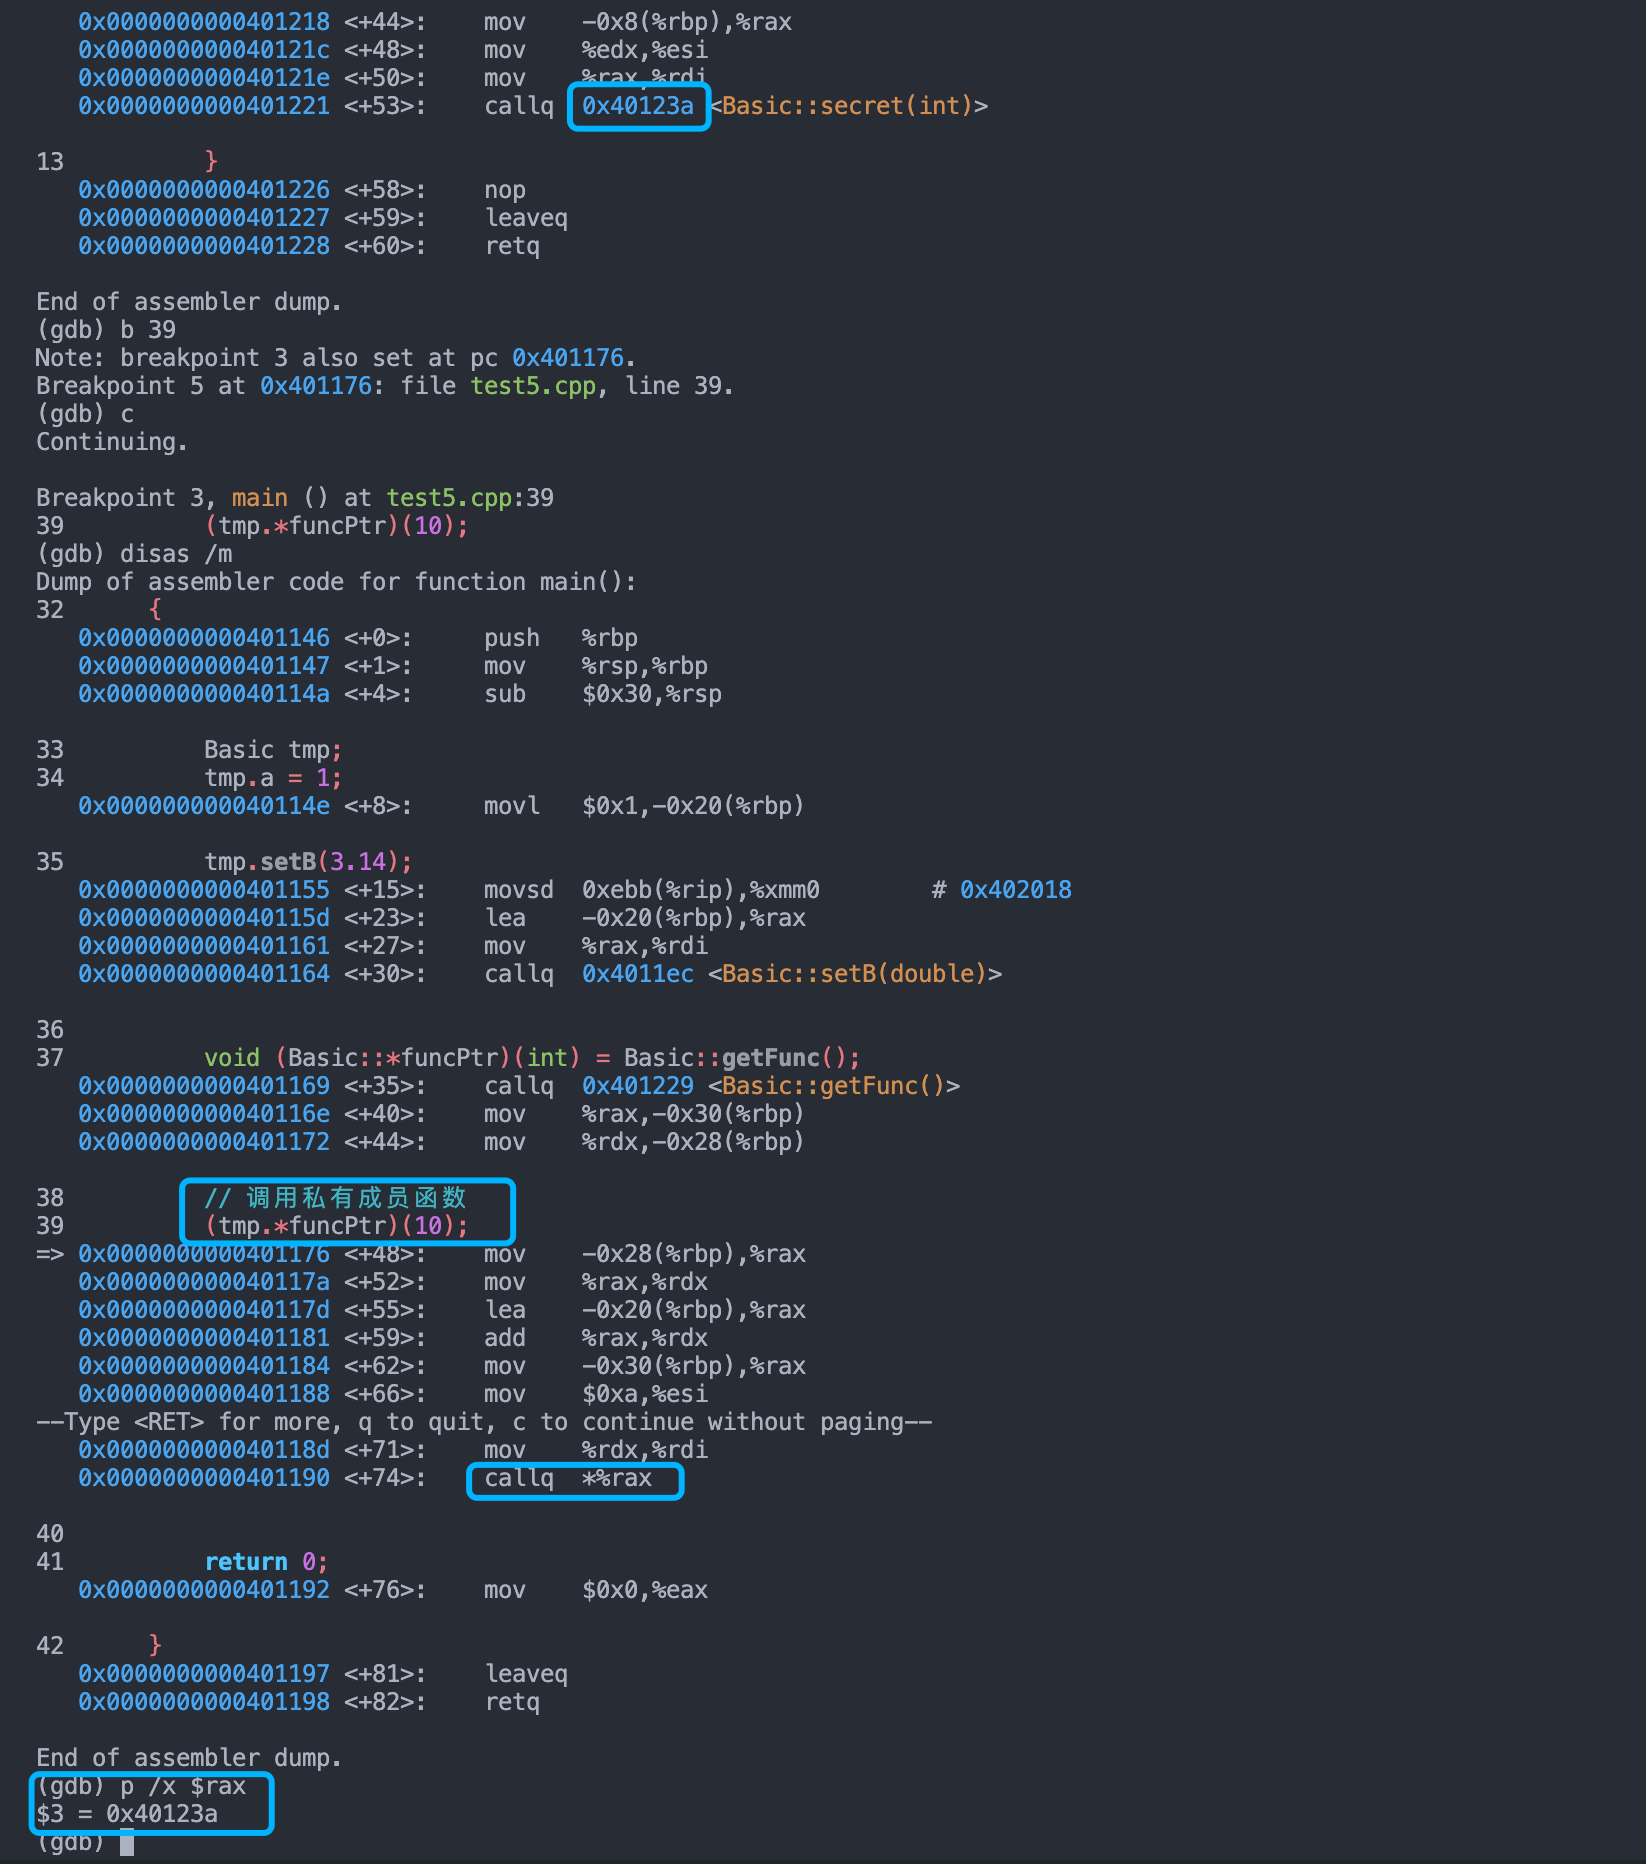 0x0000000000401218 <+44>: mov -0x8(%rbp),%rax
0x000000000040121c <+48>: mov %edx,%esi
0x000000000040121e <+50>: mov %rax,%rdi
0x0000000000401221 <+53>: callq 0x40123a <Basic::secret(int)>
13 }
0x0000000000401226 <+58>: nop
0x0000000000401227 <+59>: leaveq
0x0000000000401228 <+60>: retq
End of assembler dump.
(gdb) b 39
Note: breakpoint 3 also set at pc 0x401176.
Breakpoint 5 at 0x401176: file test5.cpp, line 39.
(gdb) c
Continuing.
Breakpoint 3, main () at test5.cpp:39
39 (tmp.*funcPtr)(10);
(gdb) disas /m
Dump of assembler code for function main():
32 {
0x0000000000401146 <+0>: push %rbp
0x0000000000401147 <+1>: mov %rsp,%rbp
0x000000000040114a <+4>: sub $0x30,%rsp
33 Basic tmp;
34 tmp.a = 1;
0x000000000040114e <+8>: movl $0x1,-0x20(%rbp)
35 tmp.setB(3.14);
0x0000000000401155 <+15>: movsd 0xebb(%rip),%xmm0 # 0x402018
0x000000000040115d <+23>: lea -0x20(%rbp),%rax
0x0000000000401161 <+27>: mov %rax,%rdi
0x0000000000401164 <+30>: callq 0x4011ec <Basic::setB(double)>
36
37 void (Basic::*funcPtr)(int) = Basic::getFunc();
0x0000000000401169 <+35>: callq 0x401229 <Basic::getFunc()>
0x000000000040116e <+40>: mov %rax,-0x30(%rbp)
0x0000000000401172 <+44>: mov %rdx,-0x28(%rbp)
38 // 调用私有成员函数
39 (tmp.*funcPtr)(10);
=> 0x0000000000401176 <+48>: mov -0x28(%rbp),%rax
0x000000000040117a <+52>: mov %rax,%rdx
0x000000000040117d <+55>: lea -0x20(%rbp),%rax
0x0000000000401181 <+59>: add %rax,%rdx
0x0000000000401184 <+62>: mov -0x30(%rbp),%rax
0x0000000000401188 <+66>: mov $0xa,%esi
--Type <RET> for more, q to quit, c to continue without paging--
0x000000000040118d <+71>: mov %rdx,%rdi
0x0000000000401190 <+74>: callq *%rax
40
41 return 0;
0x0000000000401192 <+76>: mov $0x0,%eax
42 }
0x0000000000401197 <+81>: leaveq
0x0000000000401198 <+82>: retq
End of assembler dump.
(gdb) p /x $rax
$3 = 0x40123a
(gdb)